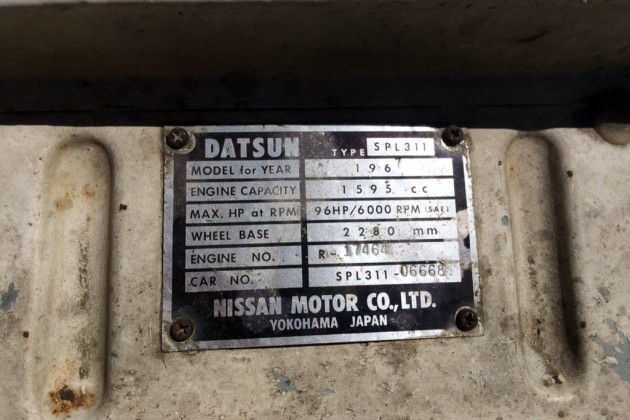 DATSUN TYPE SPL311
MODEL for YEAR 1967
ENGINE CAPACITY 1595 cc
MAX. HP at RPM 96HP/6000 RPM (SAE)
WHEEL BASE 2280 mm
ENGINE NO. R-17464
CAR NO. SPL311-06668
NISSAN MOTOR CO., LTD.
YOKOHAMA JAPAN